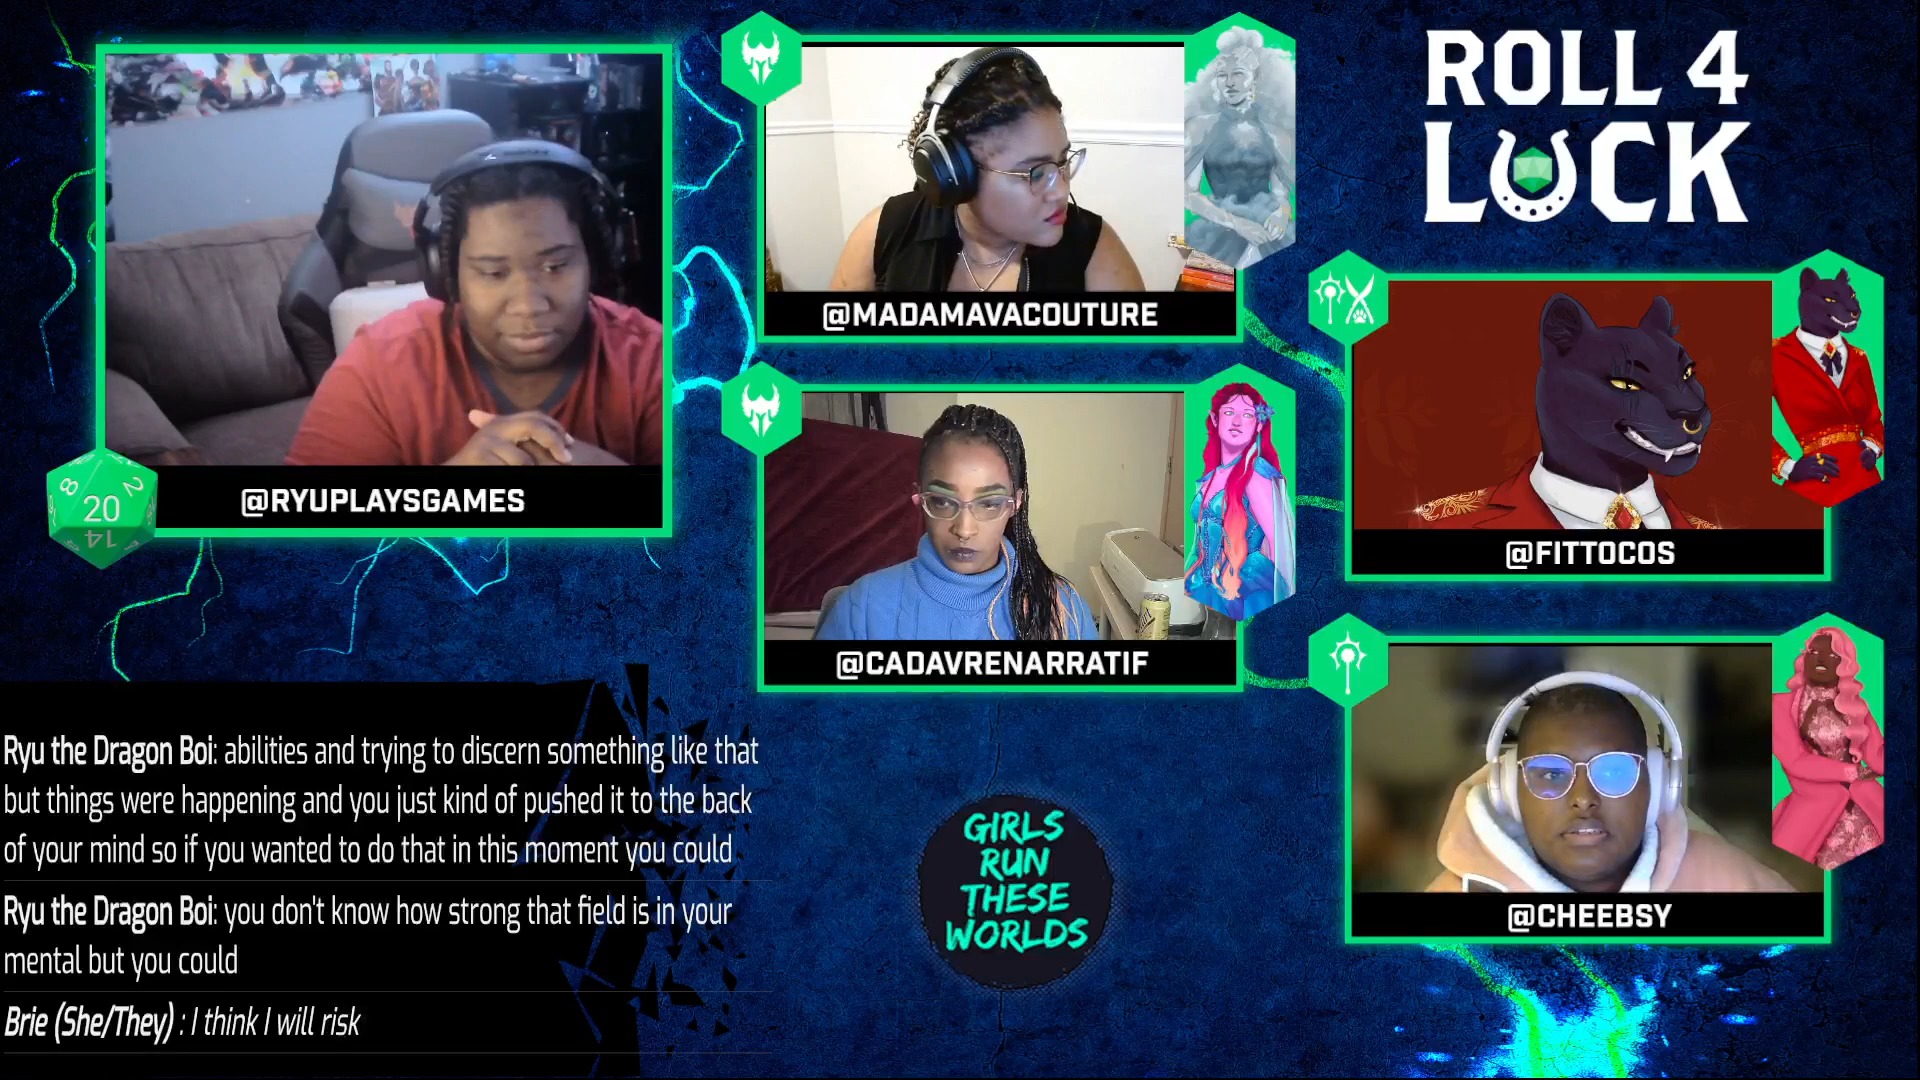 ROLL 4
LUCK
@RYUPLAYSGAMES
20
8
2
14
@MADAMAVACOUTURE
@CADAVRENARRATIF
@FITTOCOS
@CHEEBSY
GIRLS
RUN
THESE
WORLDS
Ryu the Dragon Boi: abilities and trying to discern something like that
but things were happening and you just kind of pushed it to the back
of your mind so if you wanted to do that in this moment you could
Ryu the Dragon Boi: you don't know how strong that field is in your
mental but you could
Brie (She/They) : I think I will risk